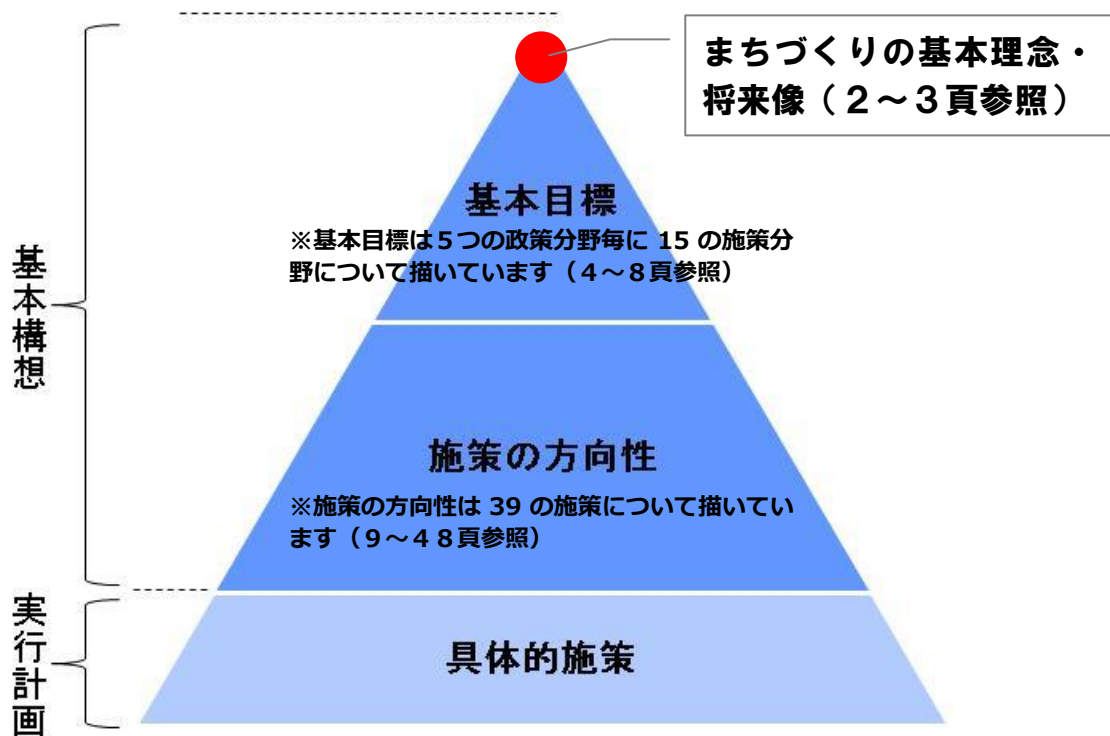 まちづくりの基本理念・
将来像（２～３頁参照）
基本構想
基本目標
※基本目標は５つの政策分野毎に 15 の施策分
野について描いています（４～８頁参照）
施策の方向性
※施策の方向性は 39 の施策について描いてい
ます（９～４８頁参照）
実行計画
具体的施策